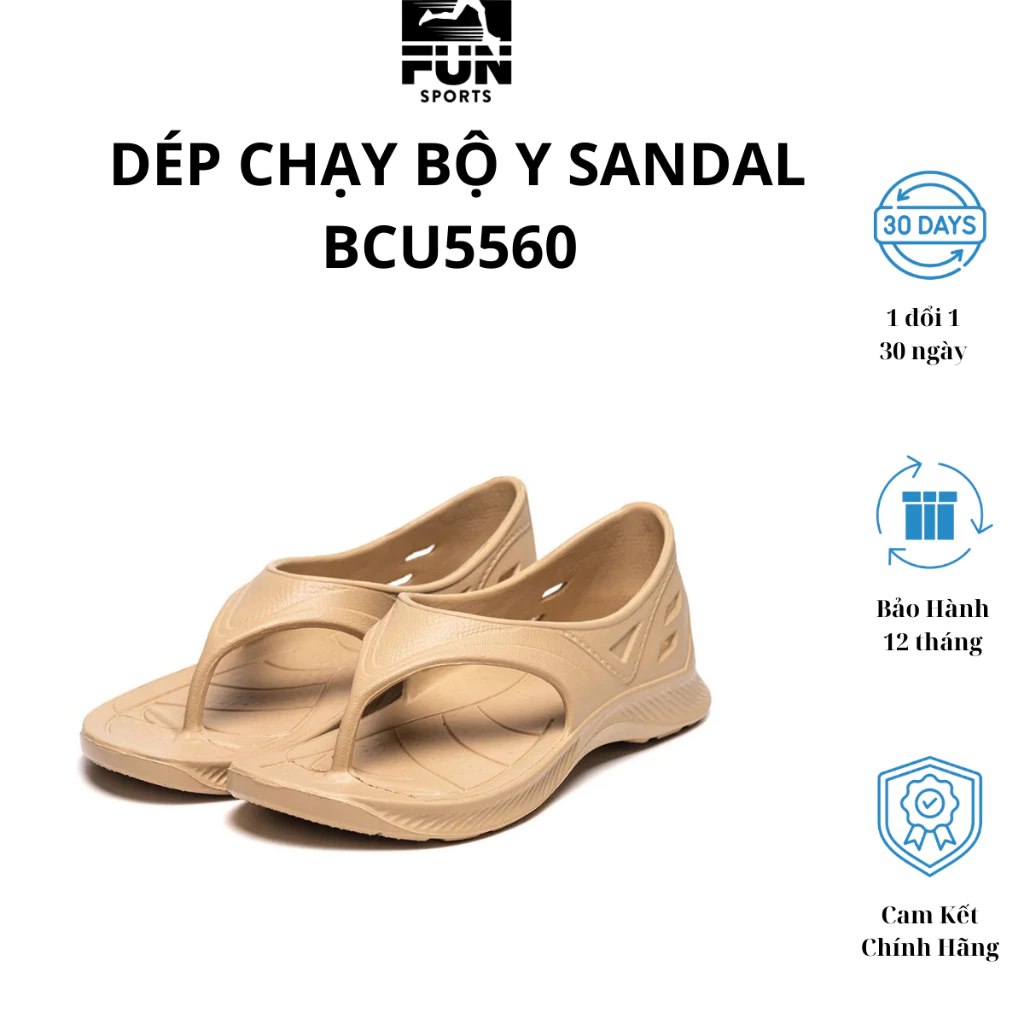 FUN
SPORTS
DÉP CHẠY BỘ Y SANDAL
BCU5560
30 DAYS
1 đổi 1
30 ngày
Bảo Hành
12 tháng
Cam Kết
Chính Hãng